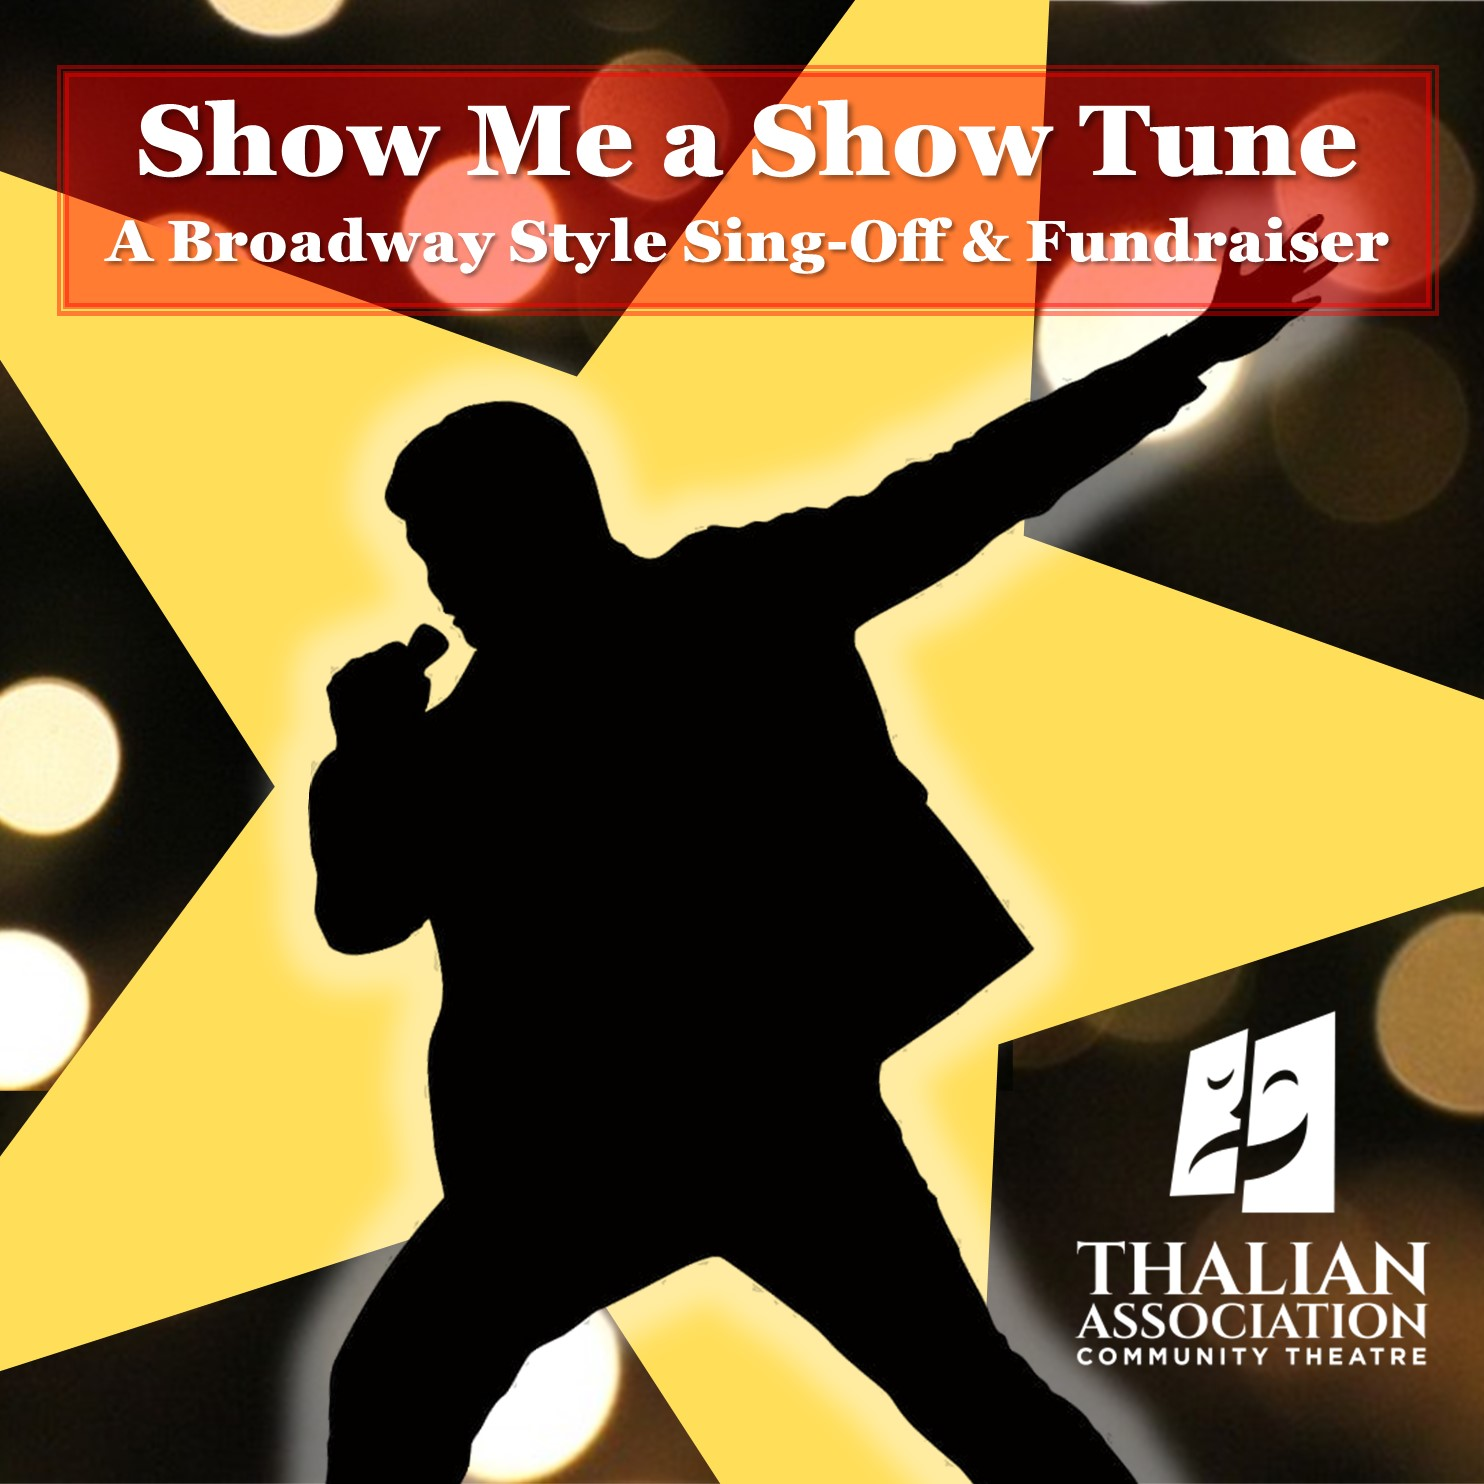 Show Me a Show Tune
A Broadway Style Sing-Off & Fundraiser
THALIAN
ASSOCIATION
COMMUNITY THEATRE